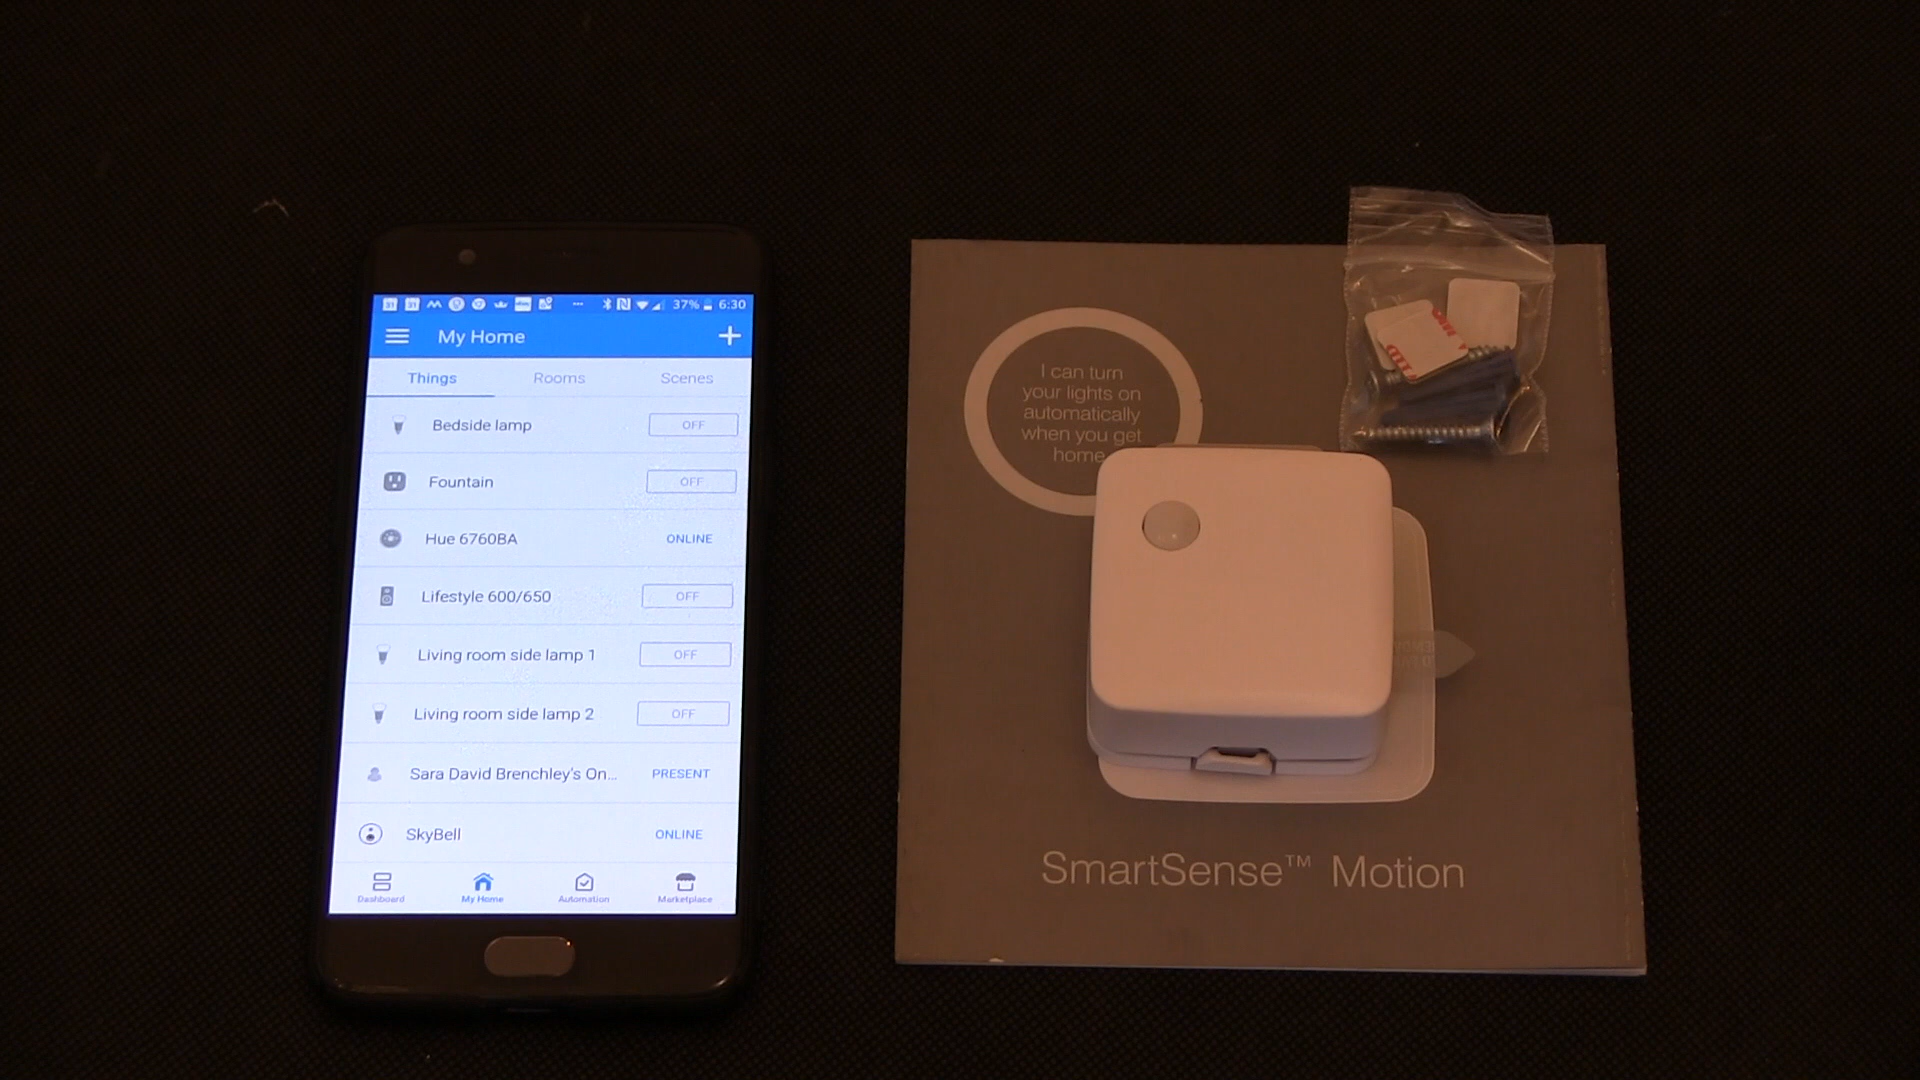 37% 6:30
My Home +
Things Rooms Scenes
Bedside lamp OFF
Fountain OFF
Hue 6760BA ONLINE
Lifestyle 600/650 OFF
Living room side lamp 1 OFF
Living room side lamp 2 OFF
Sara David Brenchley's On... PRESENT
SkyBell ONLINE
Dashboard My Home Automation Marketplace
I can turn
your lights on
automatically
when you get
home
SmartSense™ Motion